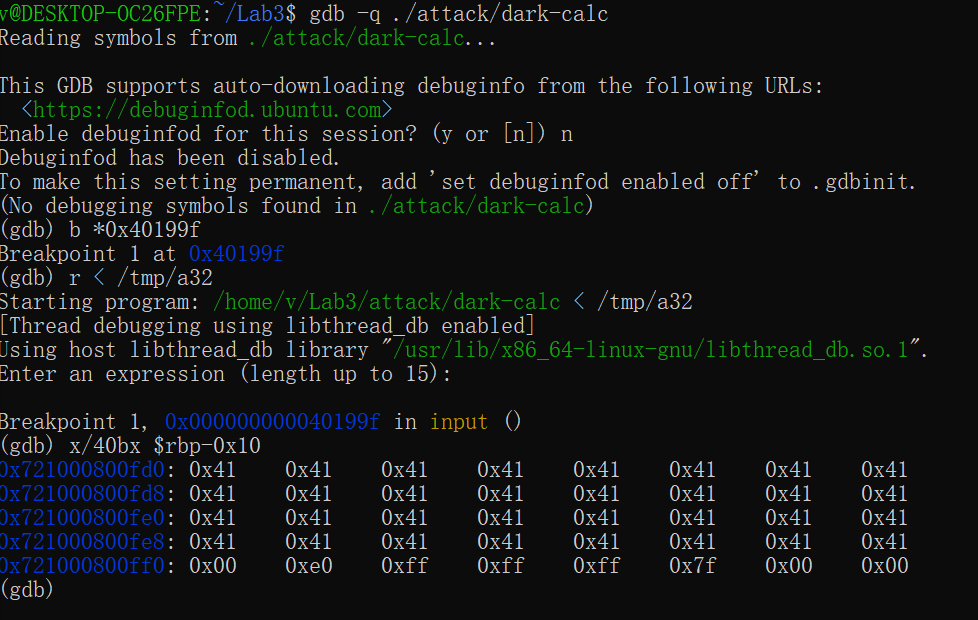 v@DESKTOP-OC26FPE:~/Lab3$ gdb -q ./attack/dark-calc
Reading symbols from ./attack/dark-calc...
This GDB supports auto-downloading debuginfo from the following URLs:
  <https://debuginfod.ubuntu.com>
Enable debuginfod for this session? (y or [n]) n
Debuginfod has been disabled.
To make this setting permanent, add 'set debuginfod enabled off' to .gdbinit.
(No debugging symbols found in ./attack/dark-calc)
(gdb) b *0x40199f
Breakpoint 1 at 0x40199f
(gdb) r < /tmp/a32
Starting program: /home/v/Lab3/attack/dark-calc < /tmp/a32
[Thread debugging using libthread_db enabled]
Using host libthread_db library "/usr/lib/x86_64-linux-gnu/libthread_db.so.1".
Enter an expression (length up to 15):
Breakpoint 1, 0x000000000040199f in input ()
(gdb) x/40bx $rbp-0x10
0x721000800fd0: 0x41    0x41    0x41    0x41    0x41    0x41    0x41    0x41
0x721000800fd8: 0x41    0x41    0x41    0x41    0x41    0x41    0x41    0x41
0x721000800fe0: 0x41    0x41    0x41    0x41    0x41    0x41    0x41    0x41
0x721000800fe8: 0x41    0x41    0x41    0x41    0x41    0x41    0x41    0x41
0x721000800ff0: 0x00    0xe0    0xff    0xff    0xff    0x7f    0x00    0x00
(gdb)